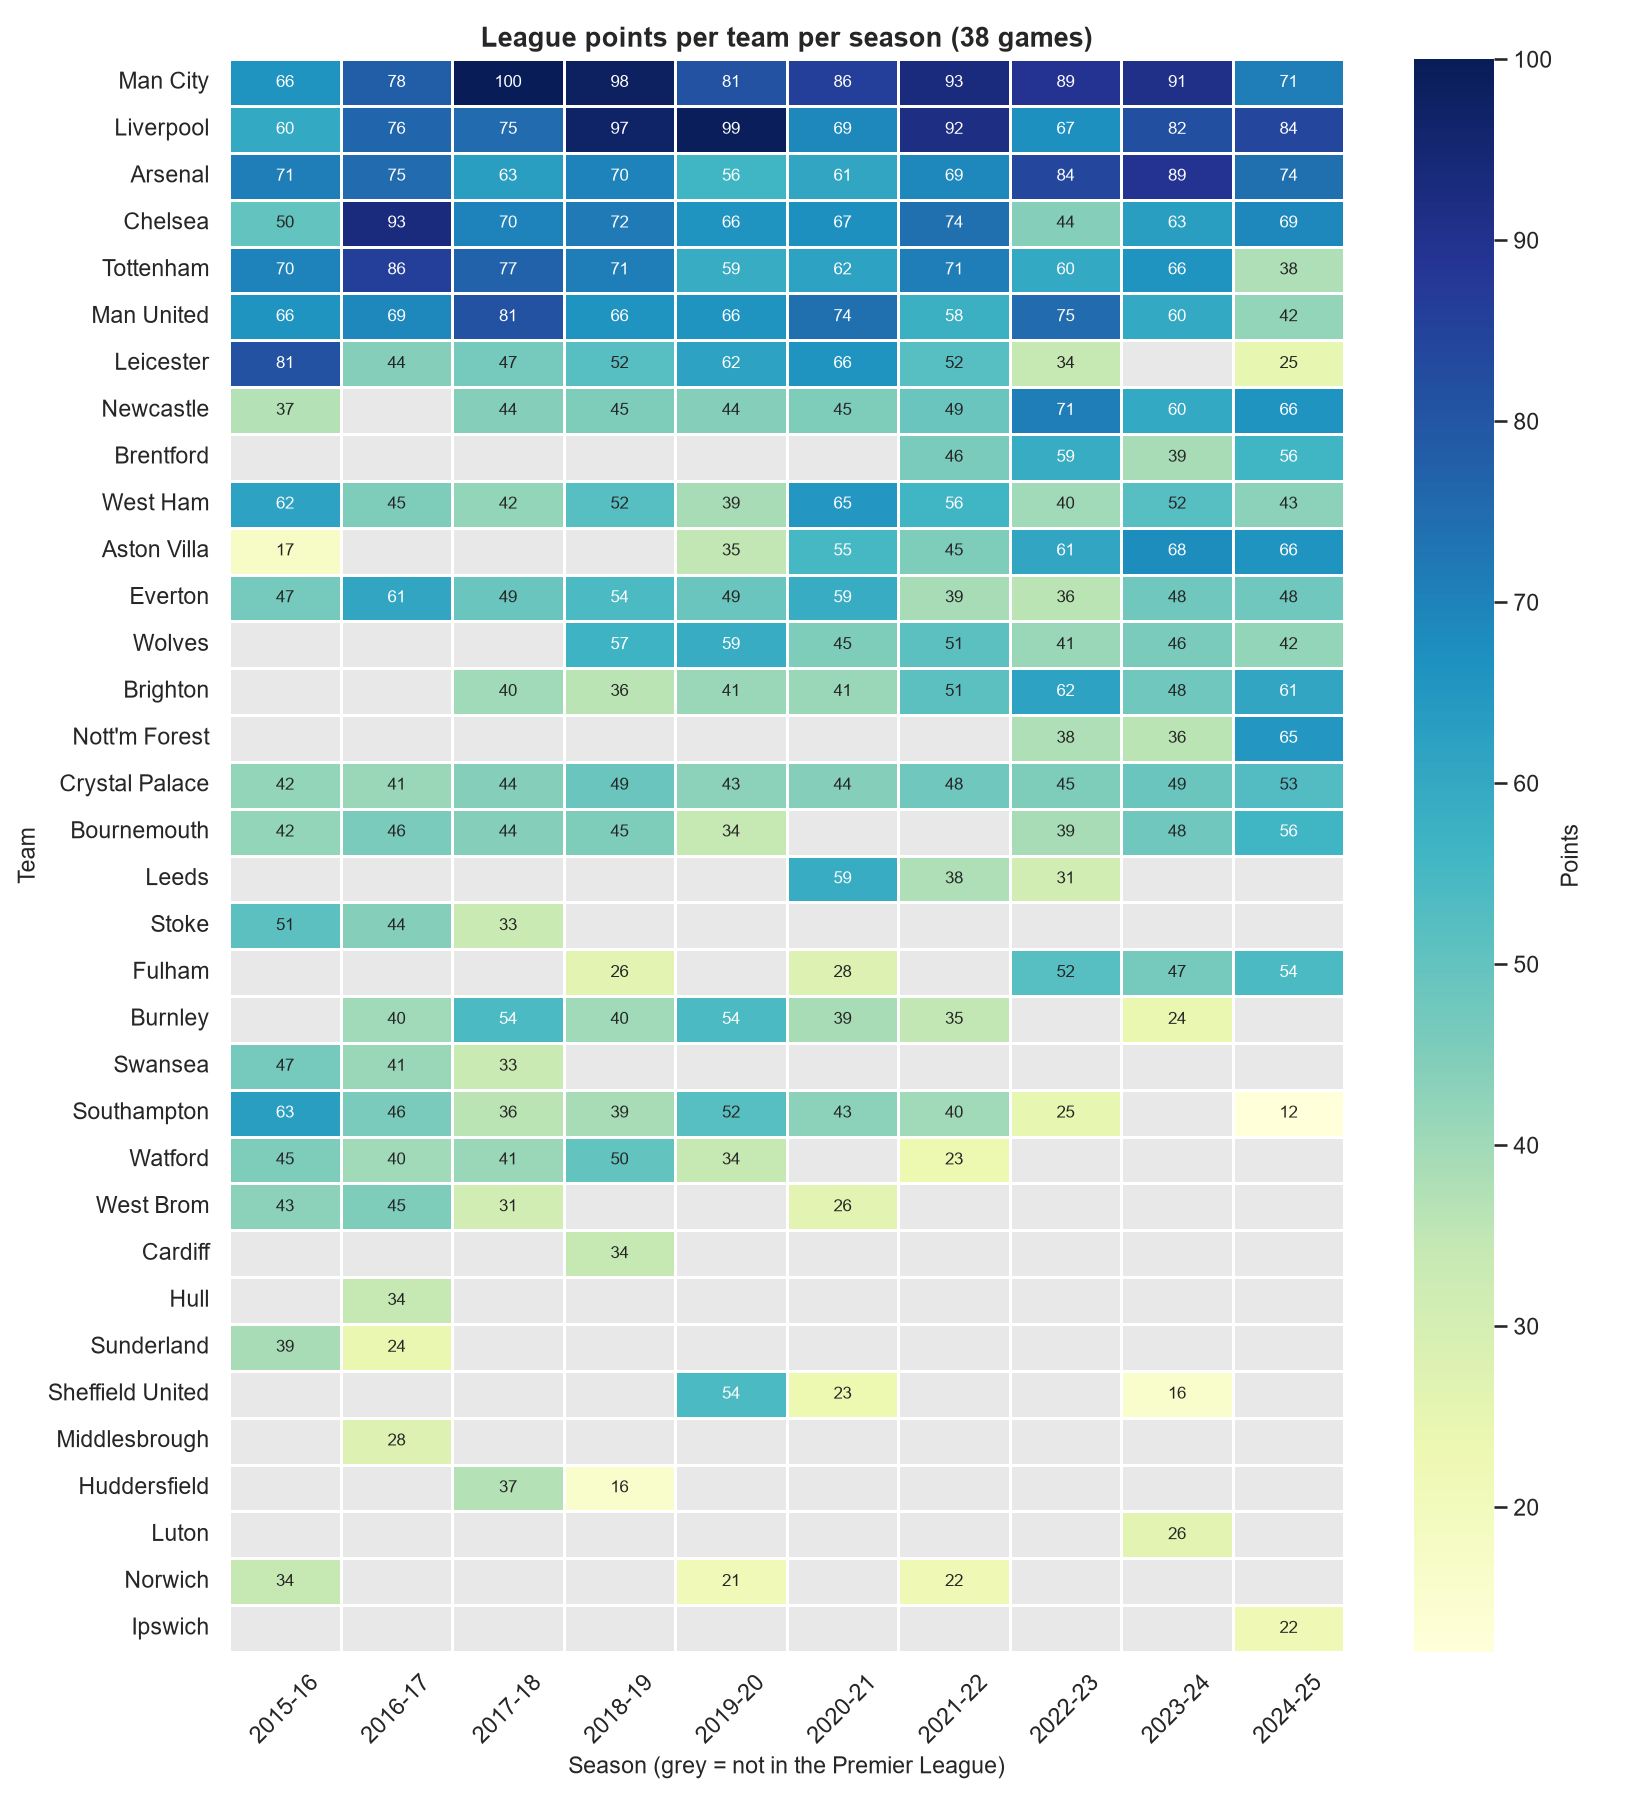 League points per team per season (38 games)
Man City 66 78 100 98 81 86 93 89 91 71
Liverpool 60 76 75 97 99 69 92 67 82 84
Arsenal 71 75 63 70 56 61 69 84 89 74
Chelsea 50 93 70 72 66 67 74 44 63 69
Tottenham 70 86 77 71 59 62 71 60 66 38
Man United 66 69 81 66 66 74 58 75 60 42
Leicester 81 44 47 52 62 66 52 34 25
Newcastle 37 44 45 44 45 49 71 60 66
Brentford 46 59 39 56
West Ham 62 45 42 52 39 65 56 40 52 43
Aston Villa 17 35 55 45 61 68 66
Everton 47 61 49 54 49 59 39 36 48 48
Wolves 57 59 45 51 41 46 42
Brighton 40 36 41 41 51 62 48 61
Nott'm Forest 38 36 65
Crystal Palace 42 41 44 49 43 44 48 45 49 53
Bournemouth 42 46 44 45 34 39 48 56
Leeds 59 38 31
Stoke 51 44 33
Fulham 26 28 52 47 54
Burnley 40 54 40 54 39 35 24
Swansea 47 41 33
Southampton 63 46 36 39 52 43 40 25 12
Watford 45 40 41 50 34 23
West Brom 43 45 31 26
Cardiff 34
Hull 34
Sunderland 39 24
Sheffield United 54 23 16
Middlesbrough 28
Huddersfield 37 16
Luton 26
Norwich 34 21 22
Ipswich 22
2015-16 2016-17 2017-18 2018-19 2019-20 2020-21 2021-22 2022-23 2023-24 2024-25
Season (grey = not in the Premier League)
Team
100
90
80
70
60
50
40
30
20
Points